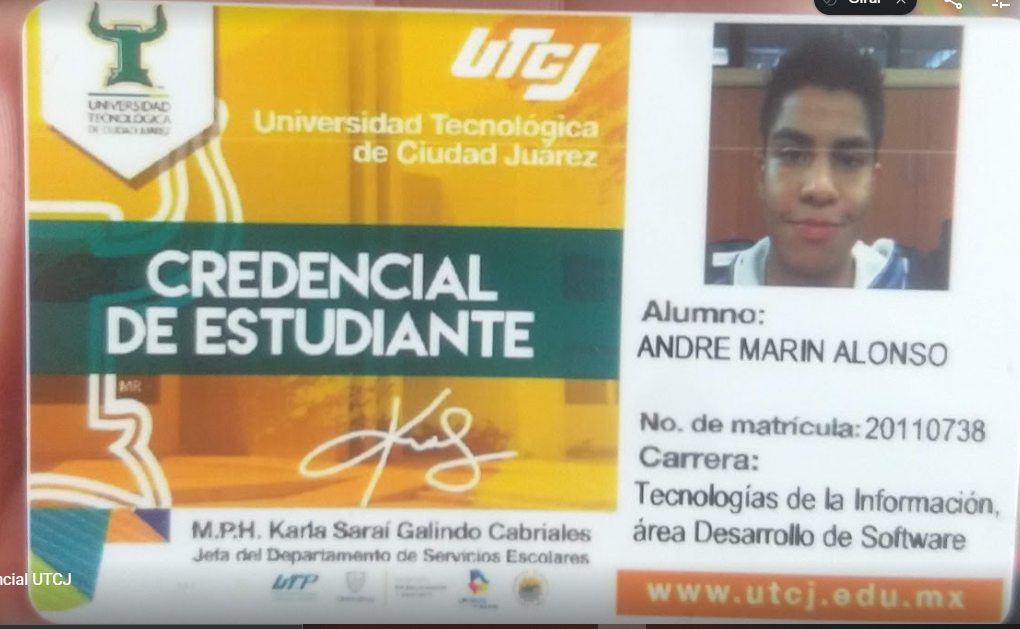 Girar
UNIVERSIDAD
TECNOLÓGICA
DE CIUDAD JUÁREZ
UTCJ
Universidad Tecnológica
de Ciudad Juárez
CREDENCIAL
DE ESTUDIANTE
MR
M.P.H. Karla Saraí Galindo Cabriales
Jefa del Departamento de Servicios Escolares
ncial UTCJ
UTP
Alumno:
ANDRE MARIN ALONSO
No. de matrícula: 20110738
Carrera:
Tecnologías de la Información,
área Desarrollo de Software
www.utcj.edu.mx